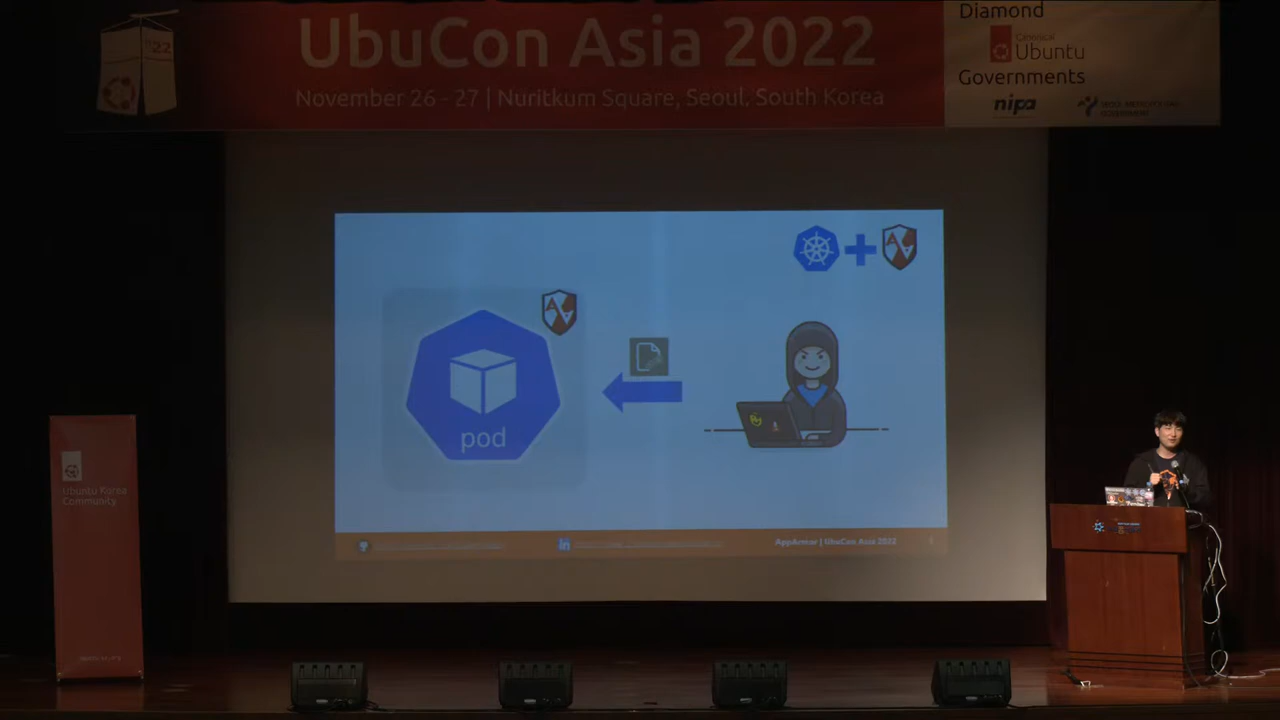 UbuCon Asia 2022
November 26 - 27 | Nuritkum Square, Seoul, South Korea
Diamond
Canonical
Ubuntu
Governments
nipa
22
pod
AppArmor | UbuCon Asia 2022
Ubuntu Korea
Community